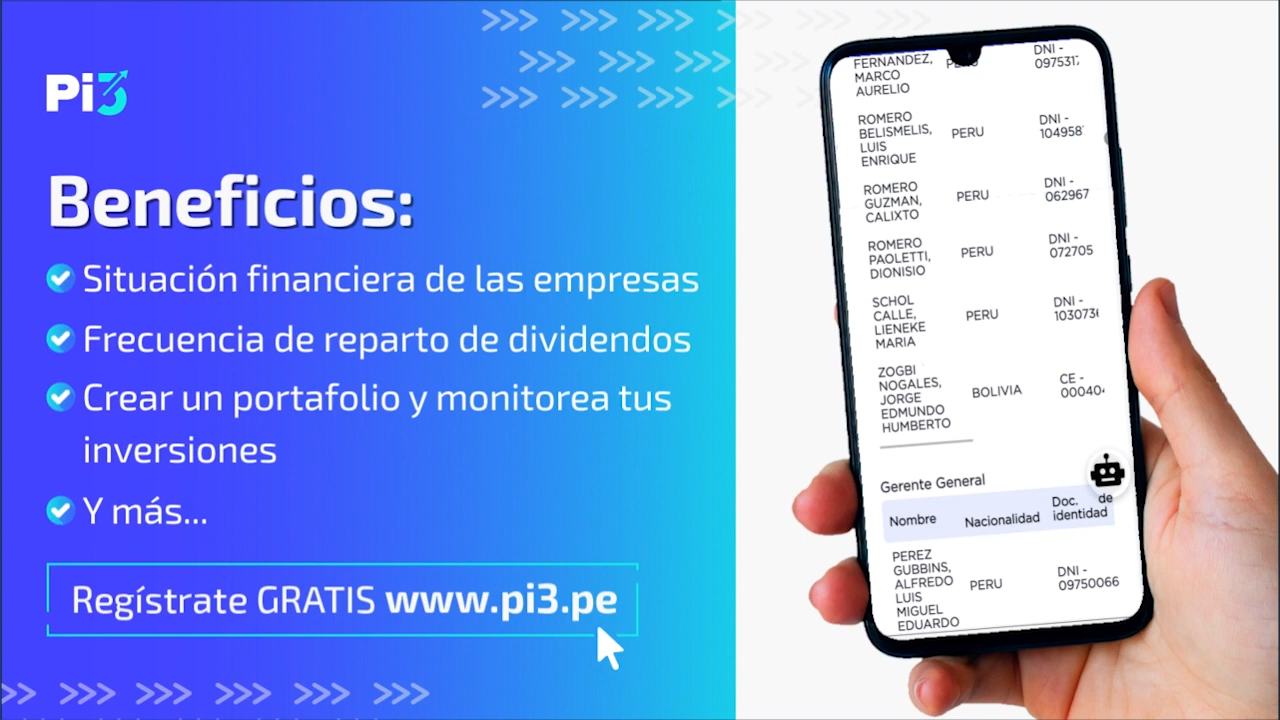 Pi3
Beneficios:
Situación financiera de las empresas
Frecuencia de reparto de dividendos
Crear un portafolio y monitorea tus
inversiones
Y más...
Regístrate GRATIS www.pi3.pe
FERNANDEZ,
MARCO
AURELIO
DNI -
ROMERO
BELISMELIS,
LUIS
ENRIQUE
PERU
DNI -
104958
ROMERO
GUZMAN,
CALIXTO
PERU
DNI -
062967
ROMERO
PAOLETTI,
DIONISIO
PERU
DNI -
072705
SCHOL
CALLE,
LIENEKE
MARIA
PERU
DNI -
ZOGBI
NOGALES,
JORGE
EDMUNDO
HUMBERTO
BOLIVIA
CE -
Gerente General
Nombre
Nacionalidad
Doc. de
identidad
PEREZ
GUBBINS,
ALFREDO
LUIS
MIGUEL
EDUARDO
PERU
DNI -
09750066